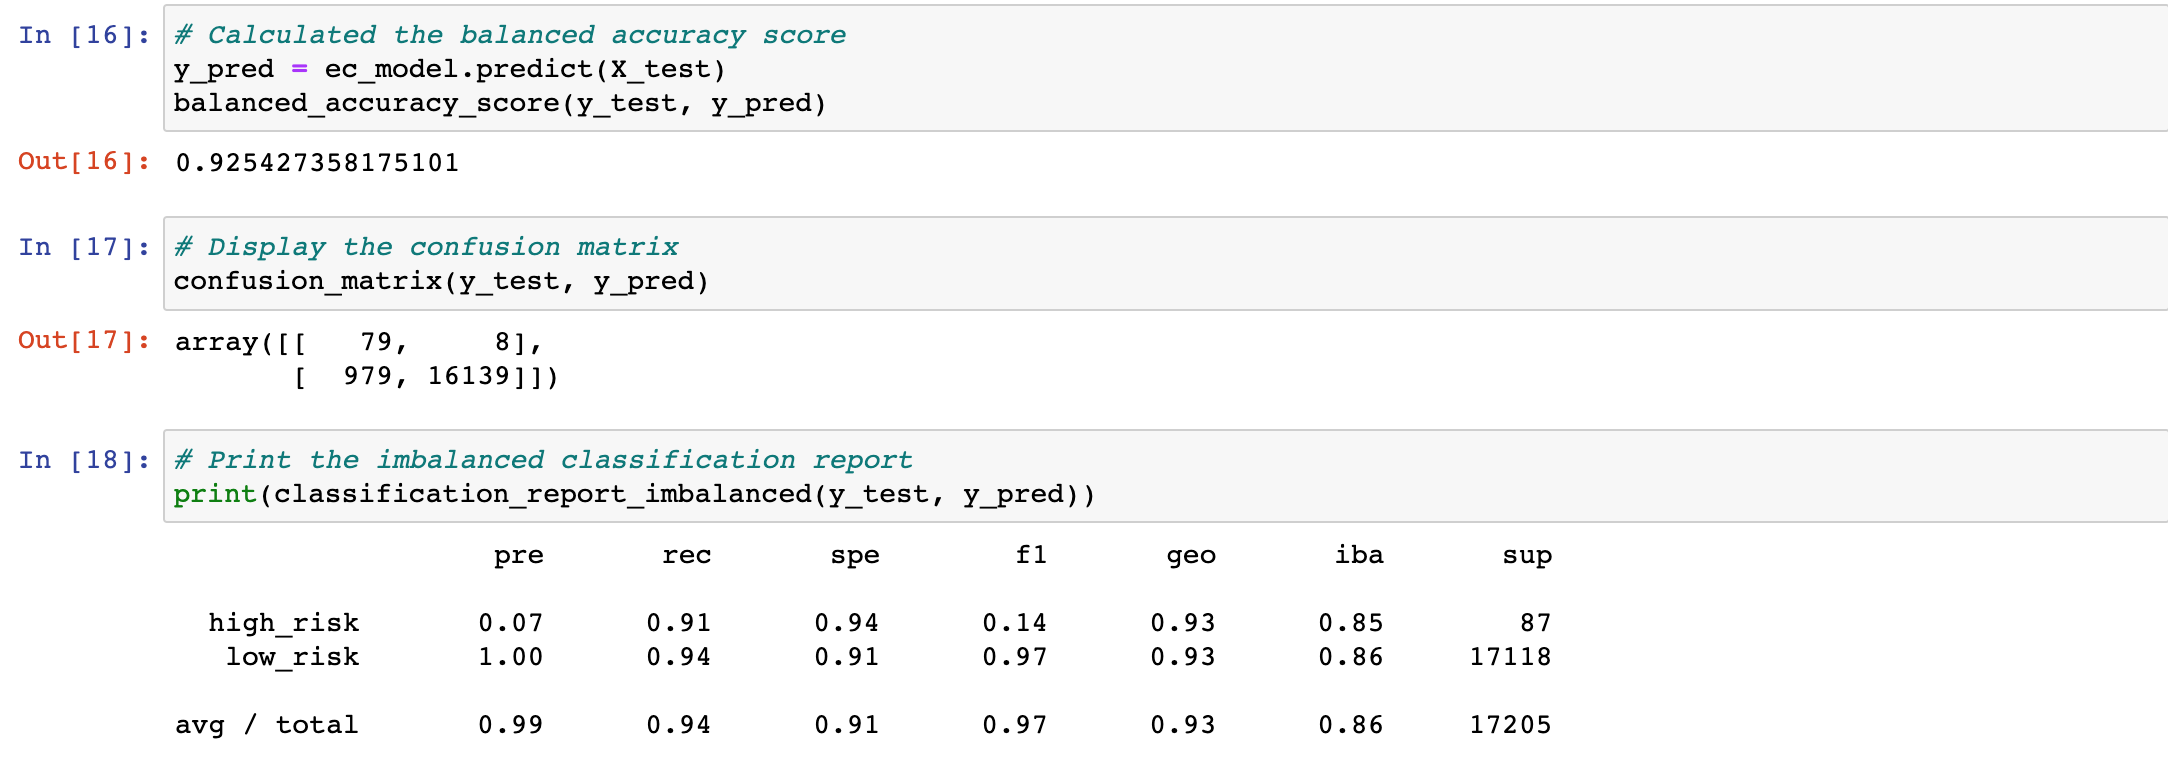 In [16]: # Calculated the balanced accuracy score
y_pred = ec_model.predict(X_test)
balanced_accuracy_score(y_test, y_pred)
Out[16]: 0.925427358175101
In [17]: # Display the confusion matrix
confusion_matrix(y_test, y_pred)
Out[17]: array([[   79,     8],
       [  979, 16139]])
In [18]: # Print the imbalanced classification report
print(classification_report_imbalanced(y_test, y_pred))
pre       rec       spe        f1       geo       iba       sup
high_risk       0.07      0.91      0.94      0.14      0.93      0.85        87
low_risk       1.00      0.94      0.91      0.97      0.93      0.86     17118
avg / total       0.99      0.94      0.91      0.97      0.93      0.86     17205